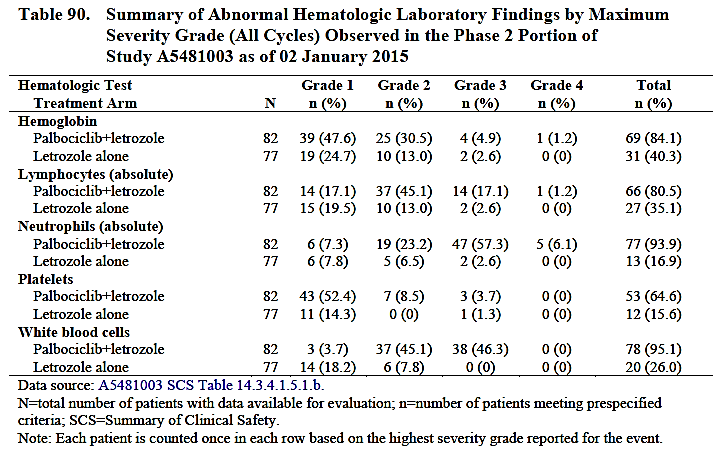 Table 90. Summary of Abnormal Hematologic Laboratory Findings by Maximum
Severity Grade (All Cycles) Observed in the Phase 2 Portion of
Study A5481003 as of 02 January 2015
Hematologic Test Grade 1 Grade 2 Grade 3 Grade 4 Total
Treatment Arm N n (%) n (%) n (%) n (%) n (%)
Hemoglobin
Palbociclib+letrozole 82 39 (47.6) 25 (30.5) 4 (4.9) 1 (1.2) 69 (84.1)
Letrozole alone 77 19 (24.7) 10 (13.0) 2 (2.6) 0 (0) 31 (40.3)
Lymphocytes (absolute)
Palbociclib+letrozole 82 14 (17.1) 37 (45.1) 14 (17.1) 1 (1.2) 66 (80.5)
Letrozole alone 77 15 (19.5) 10 (13.0) 2 (2.6) 0 (0) 27 (35.1)
Neutrophils (absolute)
Palbociclib+letrozole 82 6 (7.3) 19 (23.2) 47 (57.3) 5 (6.1) 77 (93.9)
Letrozole alone 77 6 (7.8) 5 (6.5) 2 (2.6) 0 (0) 13 (16.9)
Platelets
Palbociclib+letrozole 82 43 (52.4) 7 (8.5) 3 (3.7) 0 (0) 53 (64.6)
Letrozole alone 77 11 (14.3) 0 (0) 1 (1.3) 0 (0) 12 (15.6)
White blood cells
Palbociclib+letrozole 82 3 (3.7) 37 (45.1) 38 (46.3) 0 (0) 78 (95.1)
Letrozole alone 77 14 (18.2) 6 (7.8) 0 (0) 0 (0) 20 (26.0)
Data source: A5481003 SCS Table 14.3.4.1.5.1.b.
N=total number of patients with data available for evaluation; n=number of patients meeting prespecified
criteria; SCS=Summary of Clinical Safety.
Note: Each patient is counted once in each row based on the highest severity grade reported for the event.